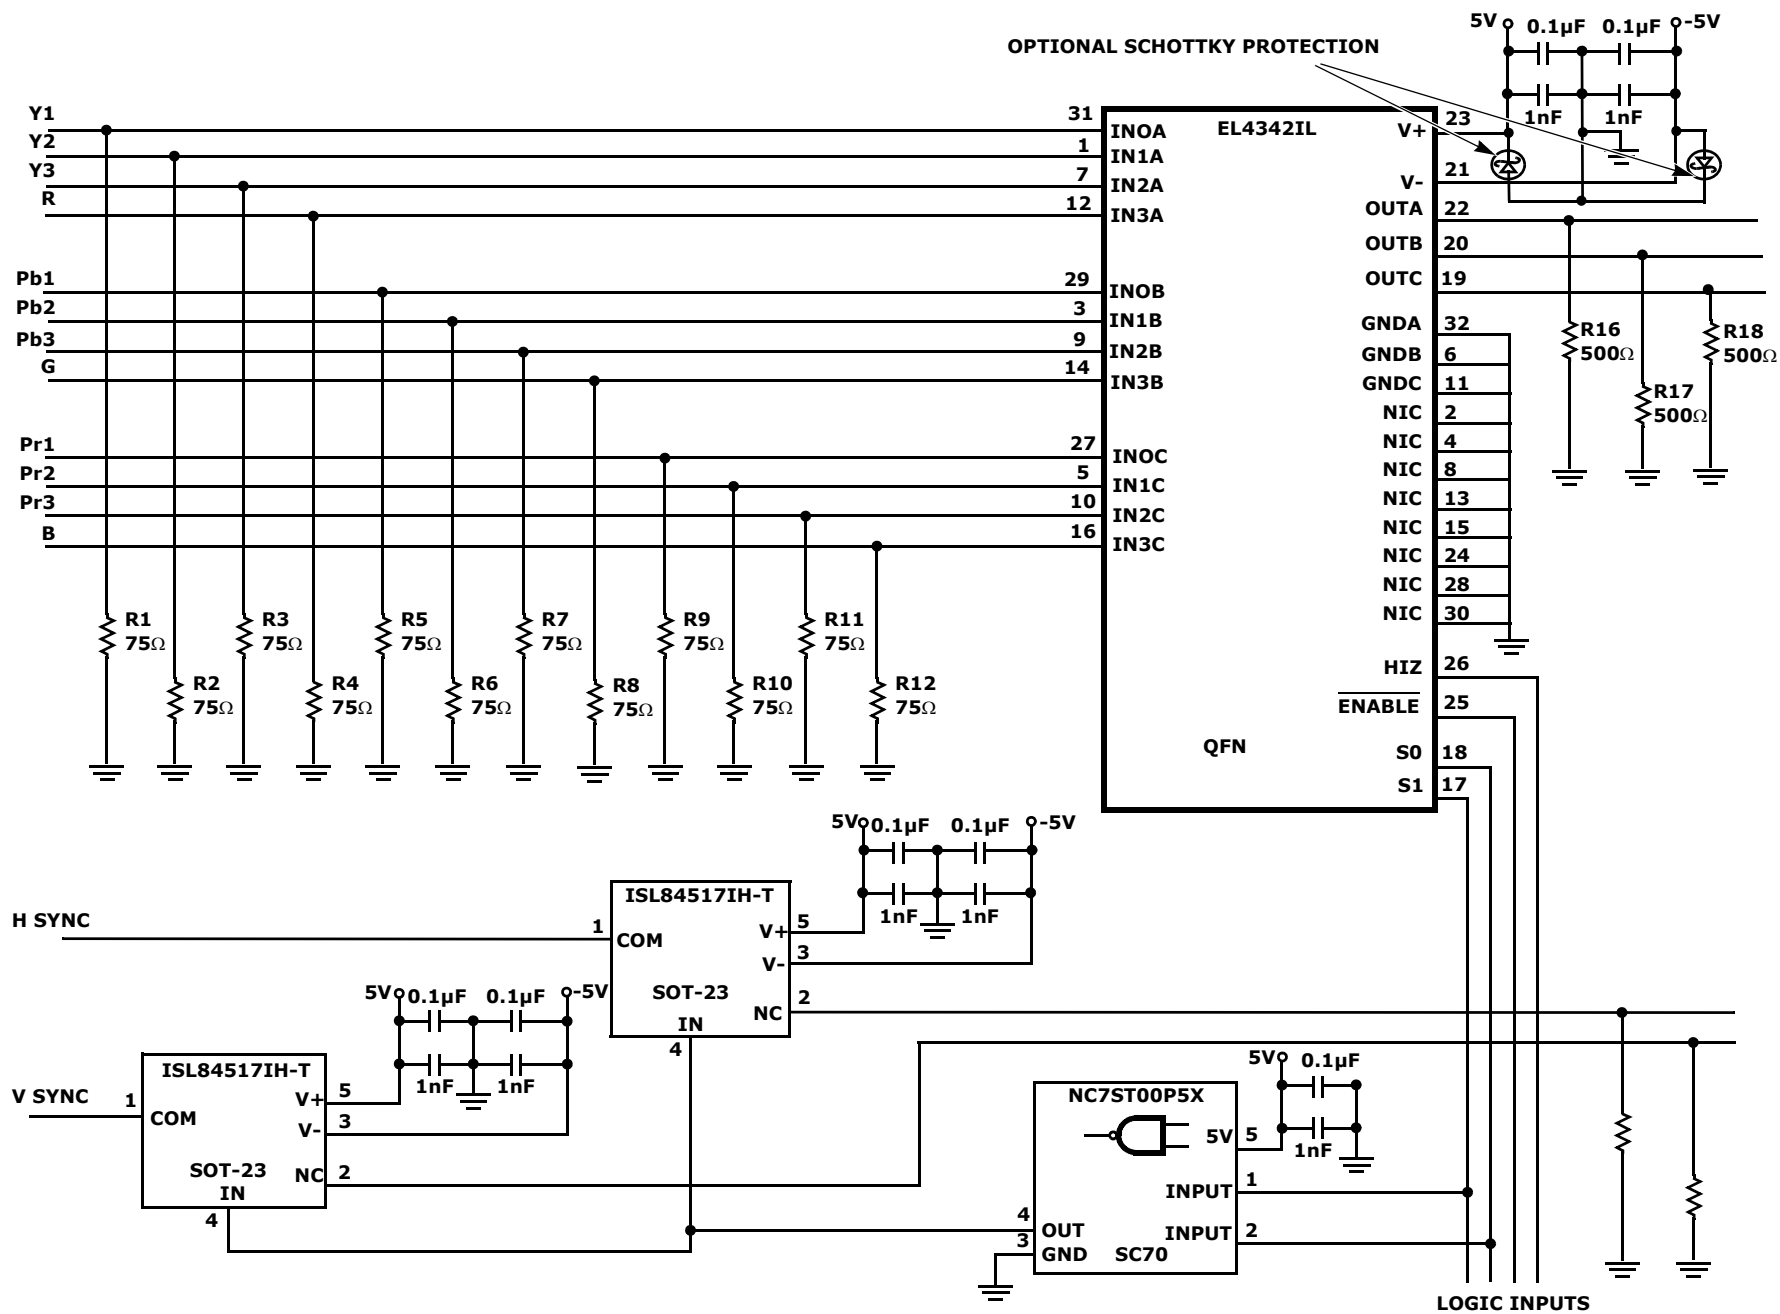 OPTIONAL SCHOTTKY PROTECTION
5V
0.1µF
0.1µF
-5V
1nF
1nF
Y1
Y2
Y3
R
Pb1
Pb2
Pb3
G
Pr1
Pr2
Pr3
B
31
1
7
12
29
3
9
14
27
5
10
16
EL4342IL
QFN
INOA
IN1A
IN2A
IN3A
INOB
IN1B
IN2B
IN3B
INOC
IN1C
IN2C
IN3C
V+ 23
V- 21
OUTA 22
OUTB 20
OUTC 19
GNDA 32
GNDB 6
GNDC 11
NIC 2
NIC 4
NIC 8
NIC 13
NIC 15
NIC 24
NIC 28
NIC 30
HIZ 26
ENABLE 25
S0 18
S1 17
R16
500Ω
R17
500Ω
R18
500Ω
R1
75Ω
R2
75Ω
R3
75Ω
R4
75Ω
R5
75Ω
R6
75Ω
R7
75Ω
R8
75Ω
R9
75Ω
R10
75Ω
R11
75Ω
R12
75Ω
5V
0.1µF
0.1µF
-5V
1nF
1nF
H SYNC
1
ISL84517IH-T
COM
V+ 5
V- 3
SOT-23
NC 2
IN
4
5V
0.1µF
0.1µF
-5V
1nF
1nF
V SYNC
1
ISL84517IH-T
COM
V+ 5
V- 3
SOT-23
NC 2
IN
4
NC7ST00P5X
5V 5
5V
0.1µF
1nF
INPUT 1
INPUT 2
4 OUT
3 GND
SC70
LOGIC INPUTS